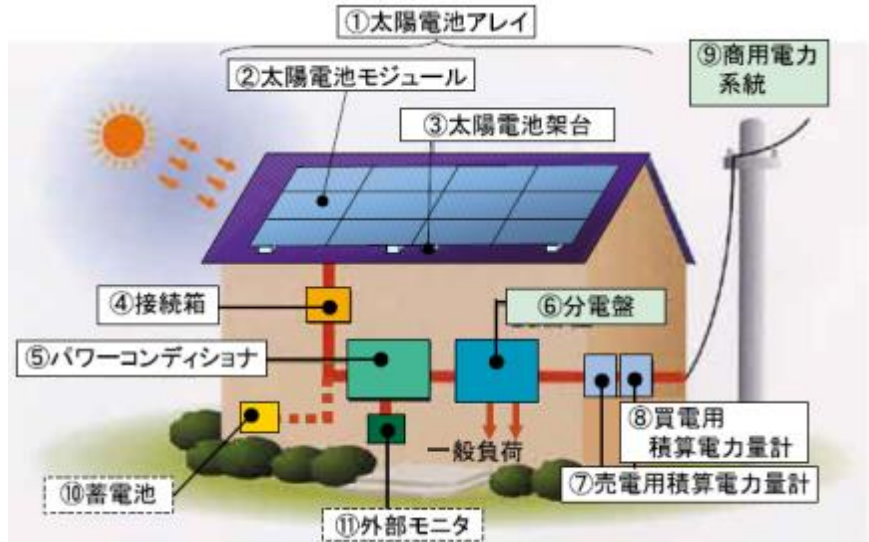 ①太陽電池アレイ
⑨商用電力
系統
②太陽電池モジュール
③太陽電池架台
④接続箱
⑥分電盤
⑤パワーコンディショナ
⑧買電用
積算電力量計
一般負荷
⑦売電用積算電力量計
⑩蓄電池
⑪外部モニタ